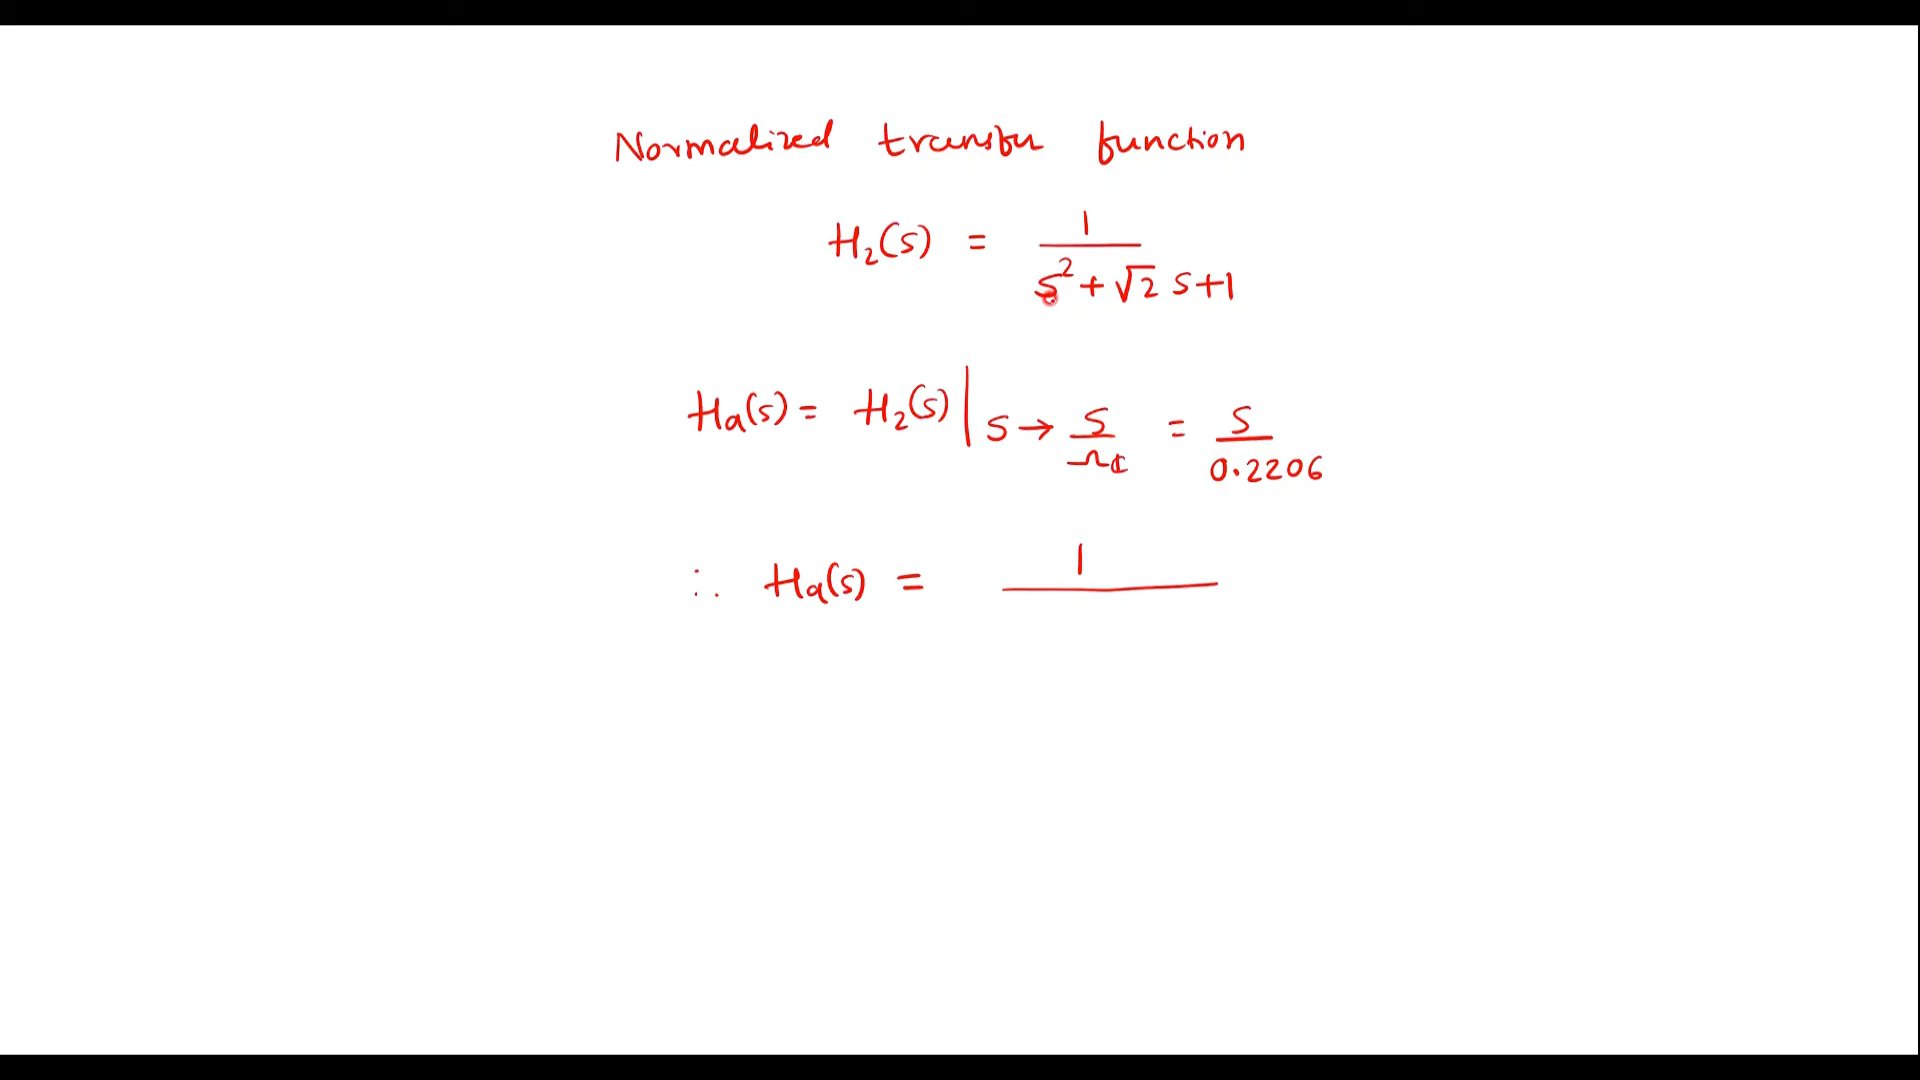 Normalized transfer function
H₂(s) = 1/(s² + √2 s+1)
Ha(s) = H₂(s)|s → s/Ωc = s/0.2206
∴ Ha(s) = 1/